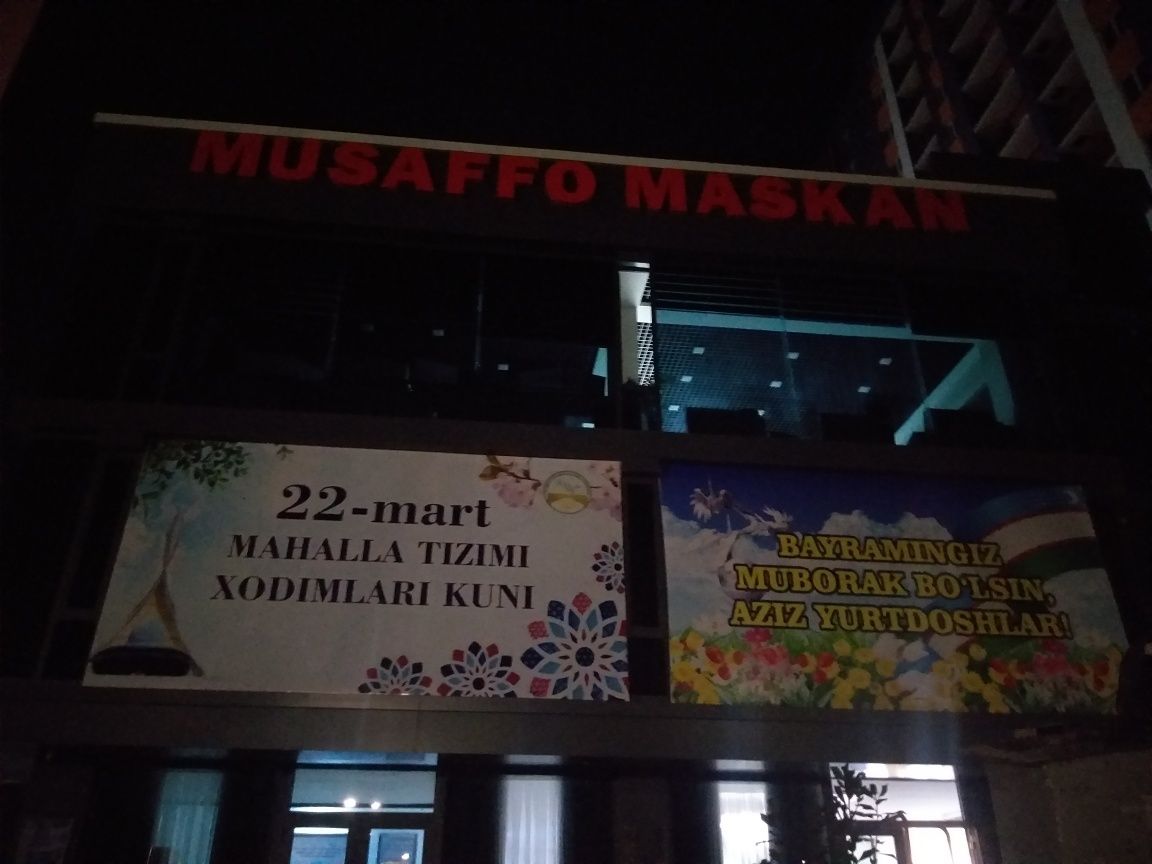 MUSAFFO MASKAN
22-mart
MAHALLA TIZIMI
XODIMLARI KUNI
BAYRAMINGIZ
MUBORAK BO'LSIN,
AZIZ YURTDOSHLAR!